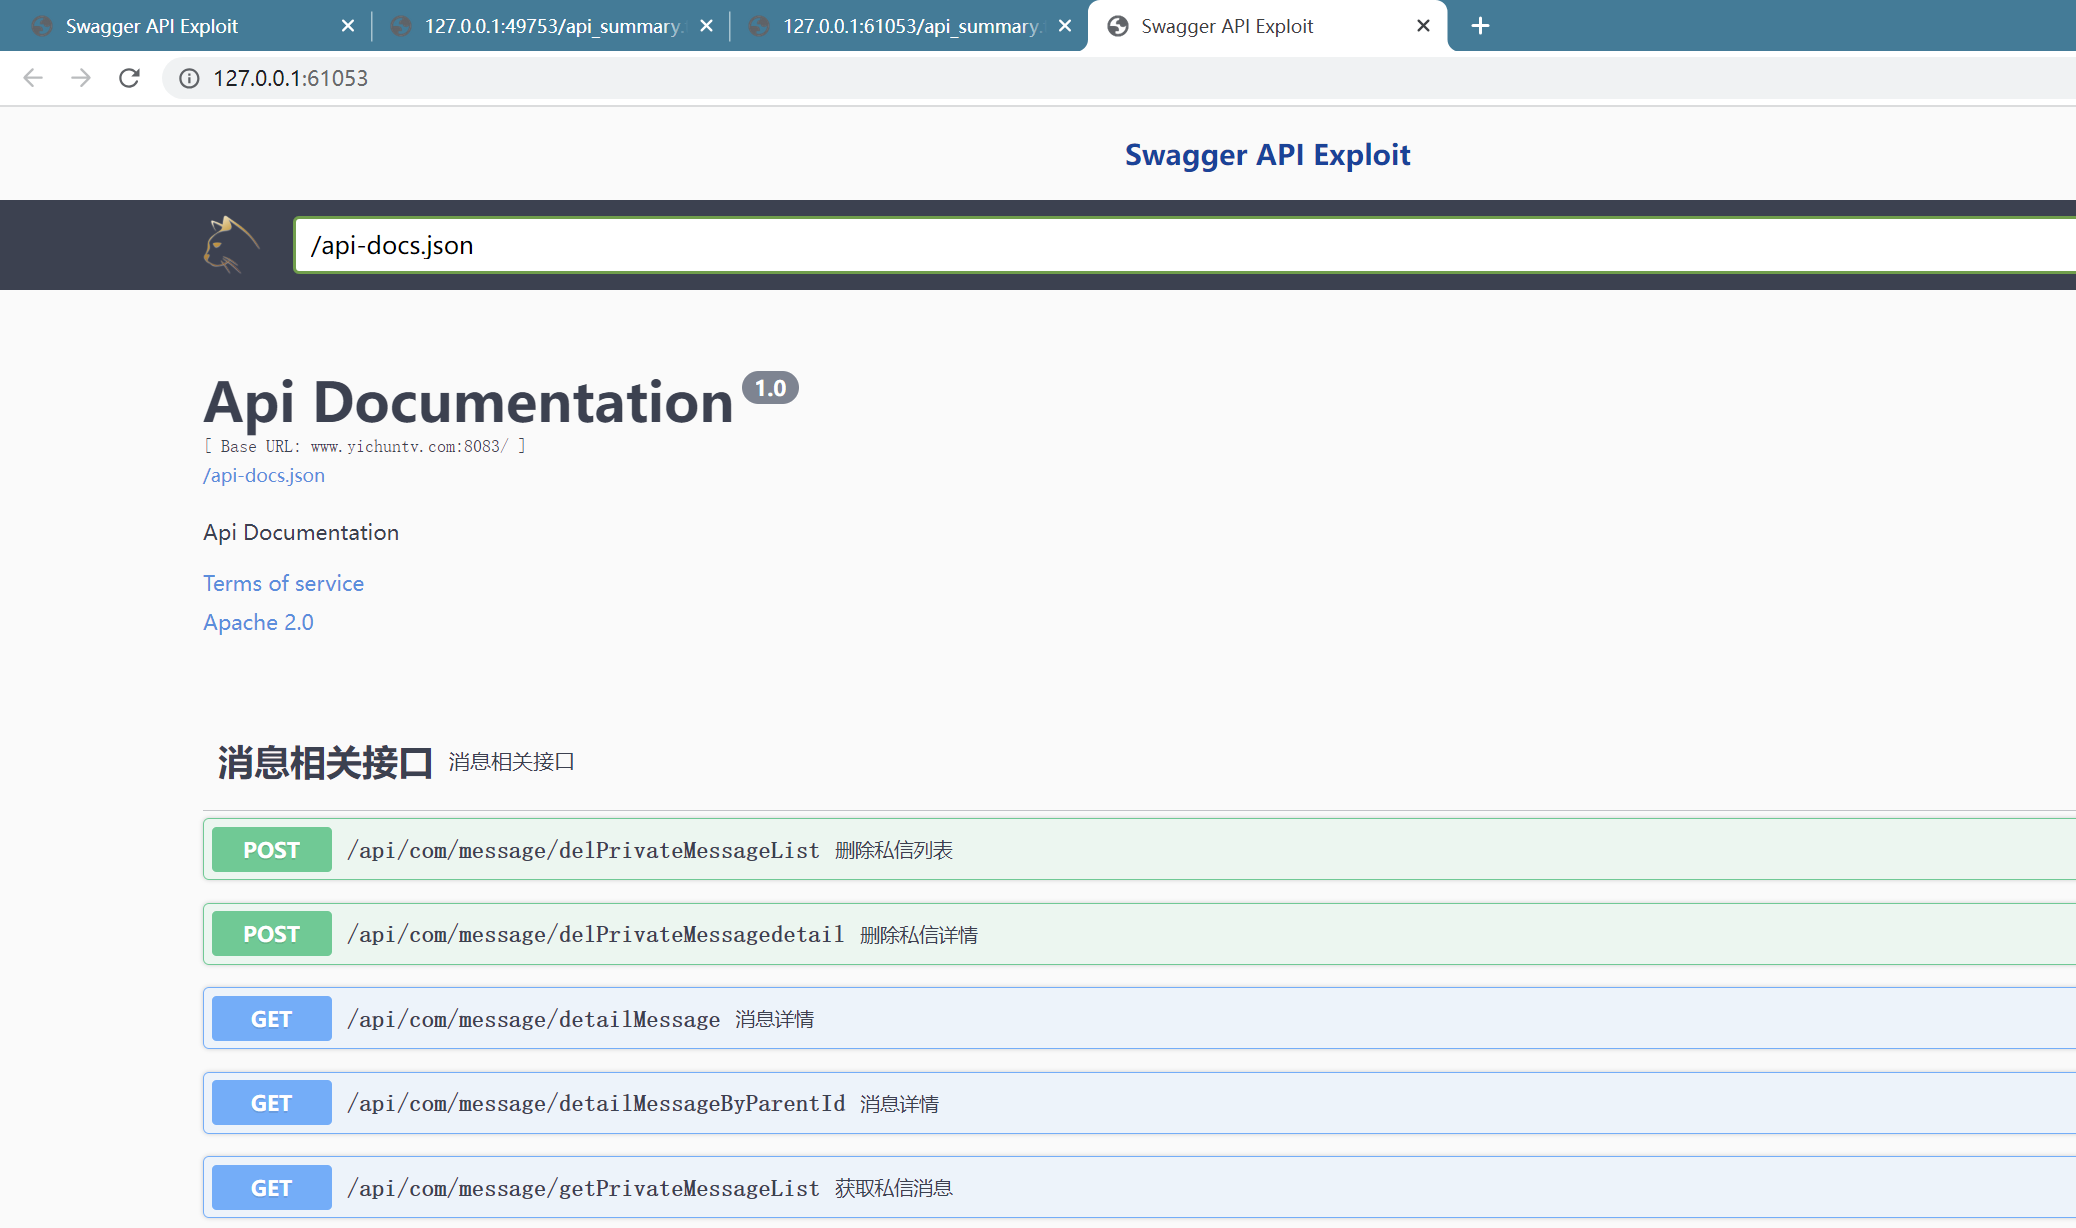 Swagger API Exploit
127.0.0.1:49753/api_summary.
127.0.0.1:61053/api_summary.
Swagger API Exploit
127.0.0.1:61053
Swagger API Exploit
/api-docs.json
Api Documentation 1.0
[ Base URL: www.yichuntv.com:8083/ ]
/api-docs.json
Api Documentation
Terms of service
Apache 2.0
消息相关接口 消息相关接口
POST /api/com/message/delPrivateMessageList 删除私信列表
POST /api/com/message/delPrivateMessagedetail 删除私信详情
GET /api/com/message/detailMessage 消息详情
GET /api/com/message/detailMessageByParentId 消息详情
GET /api/com/message/getPrivateMessageList 获取私信消息